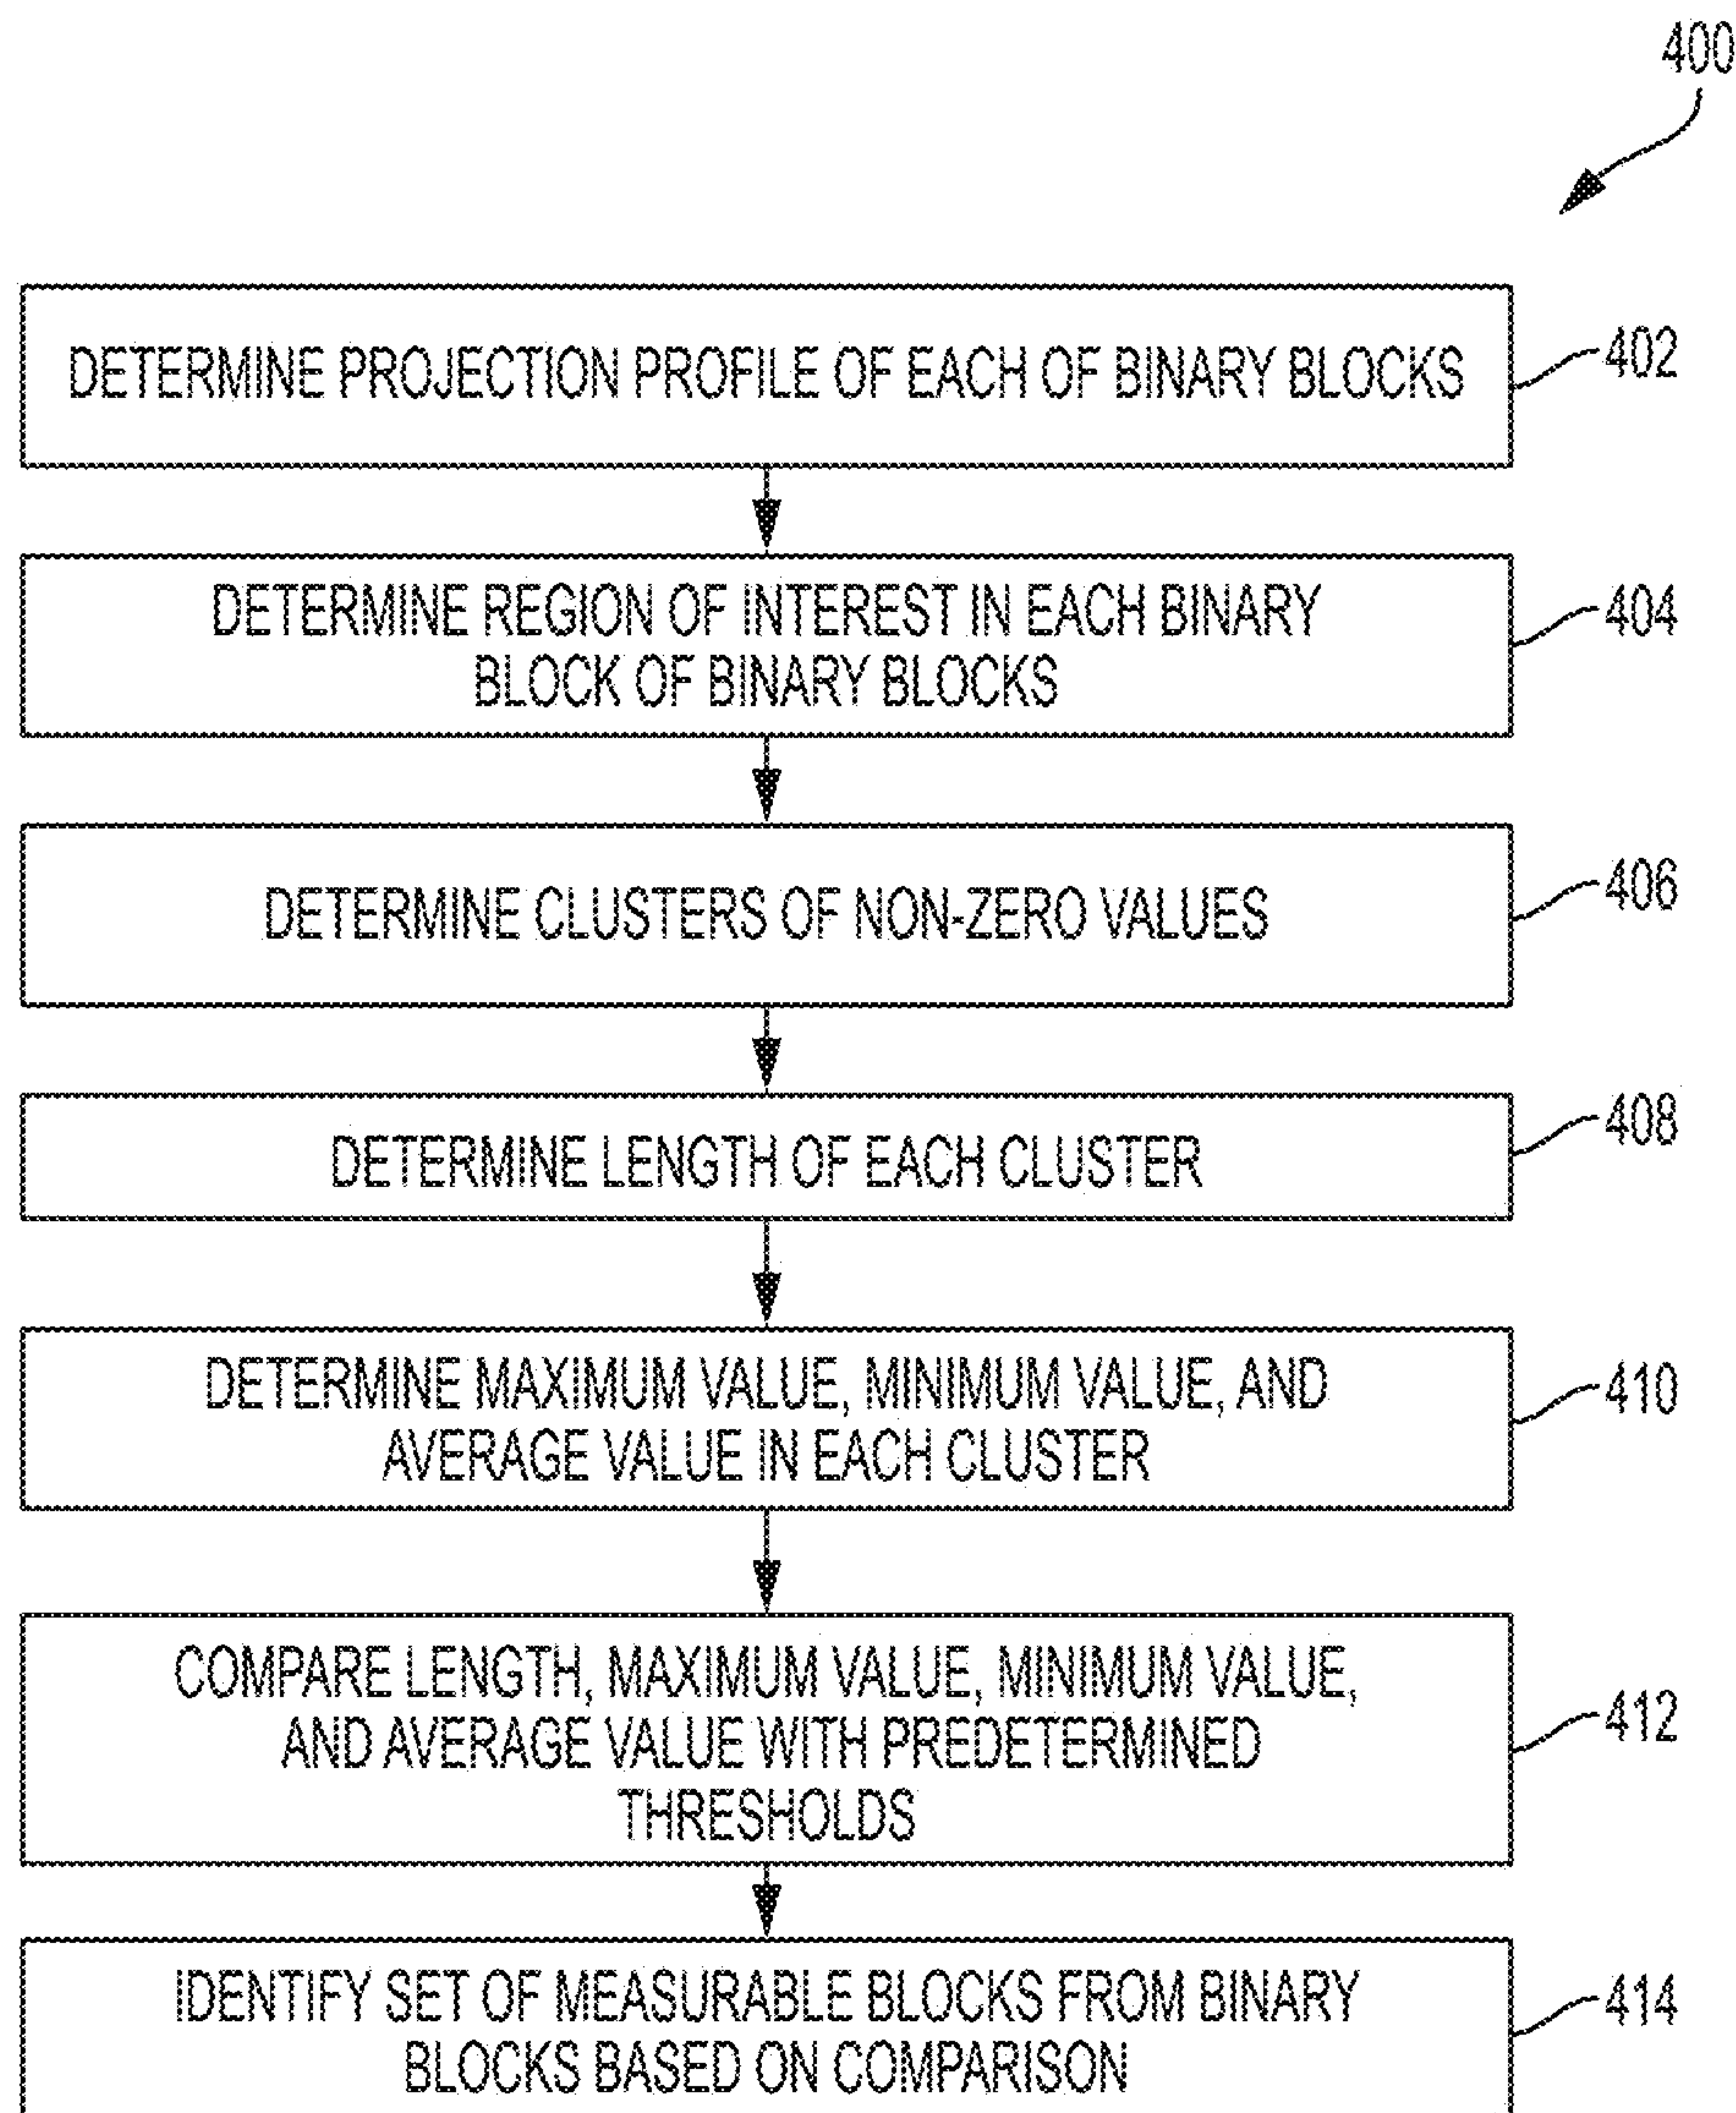 400
DETERMINE PROJECTION PROFILE OF EACH OF BINARY BLOCKS
402
DETERMINE REGION OF INTEREST IN EACH BINARY
BLOCK OF BINARY BLOCKS
404
DETERMINE CLUSTERS OF NON-ZERO VALUES
406
DETERMINE LENGTH OF EACH CLUSTER
408
DETERMINE MAXIMUM VALUE, MINIMUM VALUE, AND
AVERAGE VALUE IN EACH CLUSTER
410
COMPARE LENGTH, MAXIMUM VALUE, MINIMUM VALUE,
AND AVERAGE VALUE WITH PREDETERMINED
THRESHOLDS
412
IDENTIFY SET OF MEASURABLE BLOCKS FROM BINARY
BLOCKS BASED ON COMPARISON
414